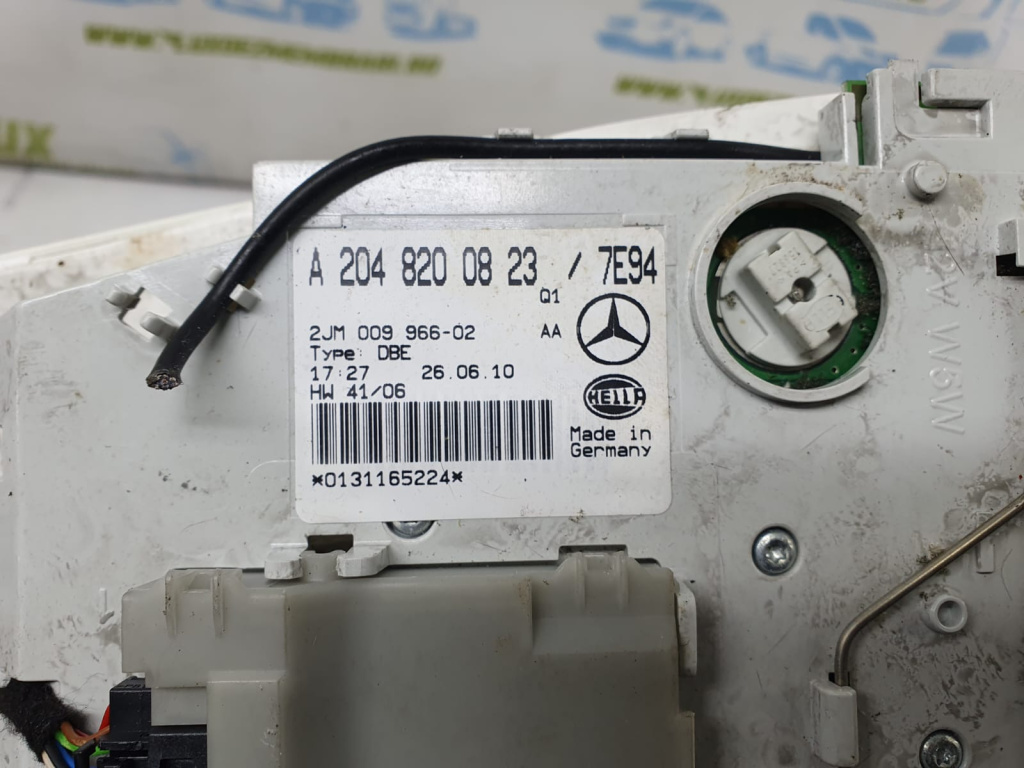 A 204 820 08 23 / 7E94
Q1
2JM 009 966-02 AA
Type: DBE
17:27 26.06.10
HW 41/06
HELLA
Made in
Germany
*0131165224*
W5W